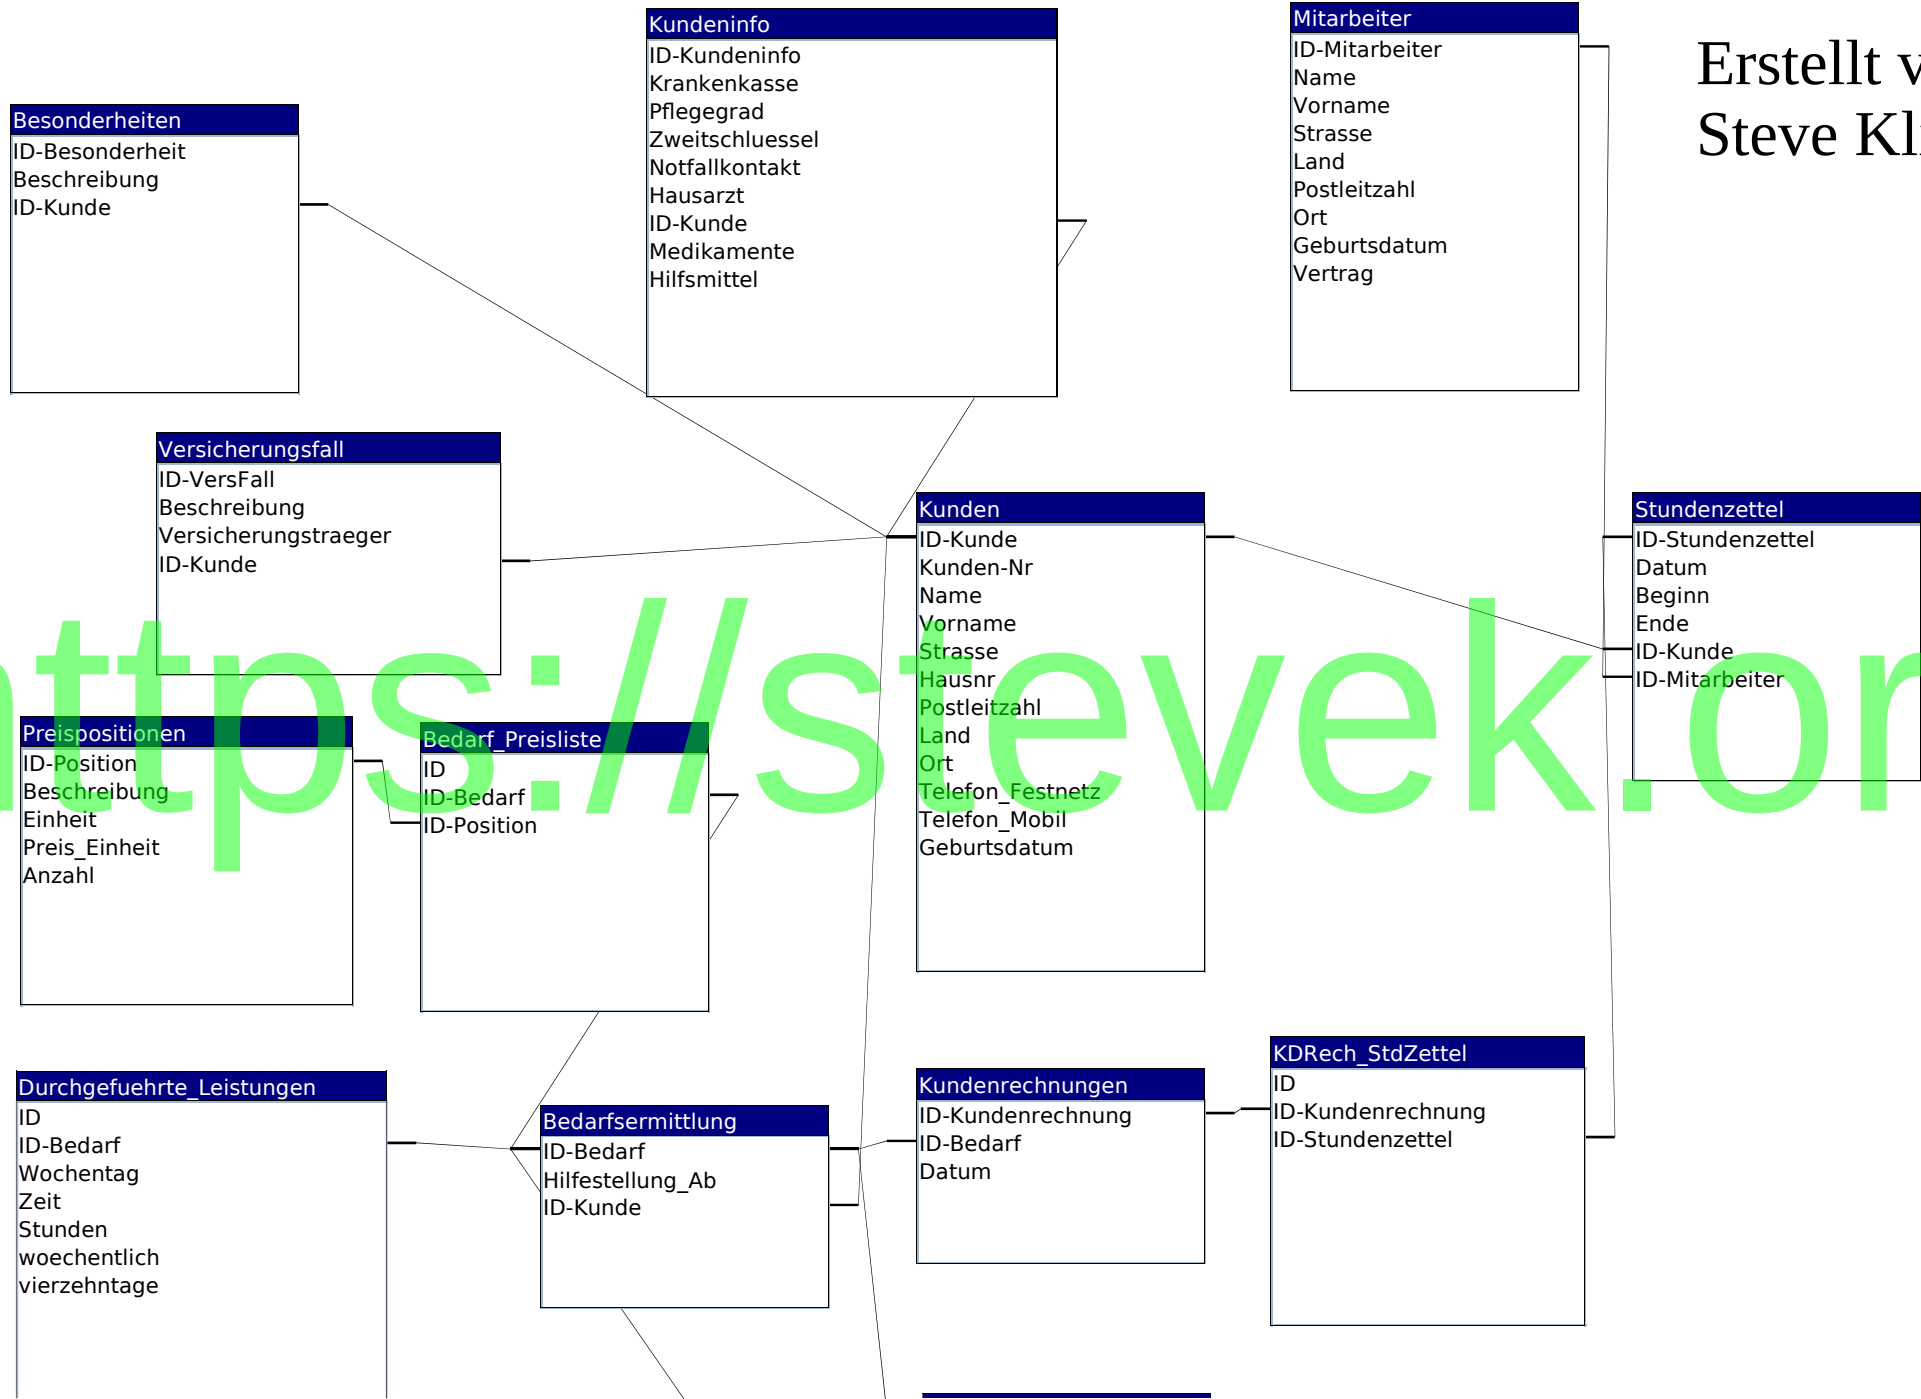 Kundeninfo
ID-Kundeninfo
Krankenkasse
Pflegegrad
Zweitschluessel
Notfallkontakt
Hausarzt
ID-Kunde
Medikamente
Hilfsmittel
Mitarbeiter
ID-Mitarbeiter
Name
Vorname
Strasse
Land
Postleitzahl
Ort
Geburtsdatum
Vertrag
Erstellt
Steve
Besonderheiten
ID-Besonderheit
Beschreibung
ID-Kunde
Versicherungsfall
ID-VersFall
Beschreibung
Versicherungstraeger
ID-Kunde
Kunden
ID-Kunde
Kunden-Nr
Name
Vorname
Strasse
Hausnr
Postleitzahl
Land
Ort
Telefon_Festnetz
Telefon_Mobil
Geburtsdatum
Stundenzettel
ID-Stundenzettel
Datum
Beginn
Ende
ID-Kunde
ID-Mitarbeiter
https://stevek.or
Preispositionen
ID-Position
Beschreibung
Einheit
Preis_Einheit
Anzahl
Bedarf_Preisliste
ID
ID-Bedarf
ID-Position
Durchgefuehrte_Leistungen
ID
ID-Bedarf
Wochentag
Zeit
Stunden
woechentlich
vierzehntage
Bedarfsermittlung
ID-Bedarf
Hilfestellung_Ab
ID-Kunde
Kundenrechnungen
ID-Kundenrechnung
ID-Bedarf
Datum
KDRech_StdZettel
ID
ID-Kundenrechnung
ID-Stundenzettel